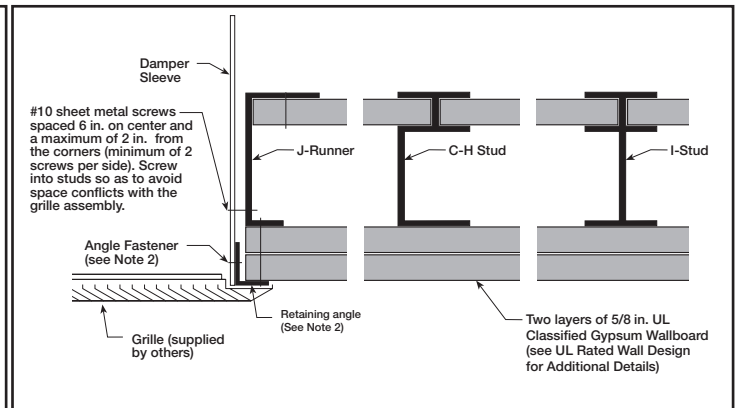 Damper
Sleeve
#10 sheet metal screws
spaced 6 in. on center and
a maximum of 2 in. from
the corners (minimum of 2
screws per side). Screw
into studs so as to avoid
space conflicts with the
grille assembly.
J-Runner
C-H Stud
I-Stud
Angle Fastener
(see Note 2)
Retaining angle
(See Note 2)
Grille (supplied
by others)
Two layers of 5/8 in. UL
Classified Gypsum Wallboard
(see UL Rated Wall Design
for Additional Details)